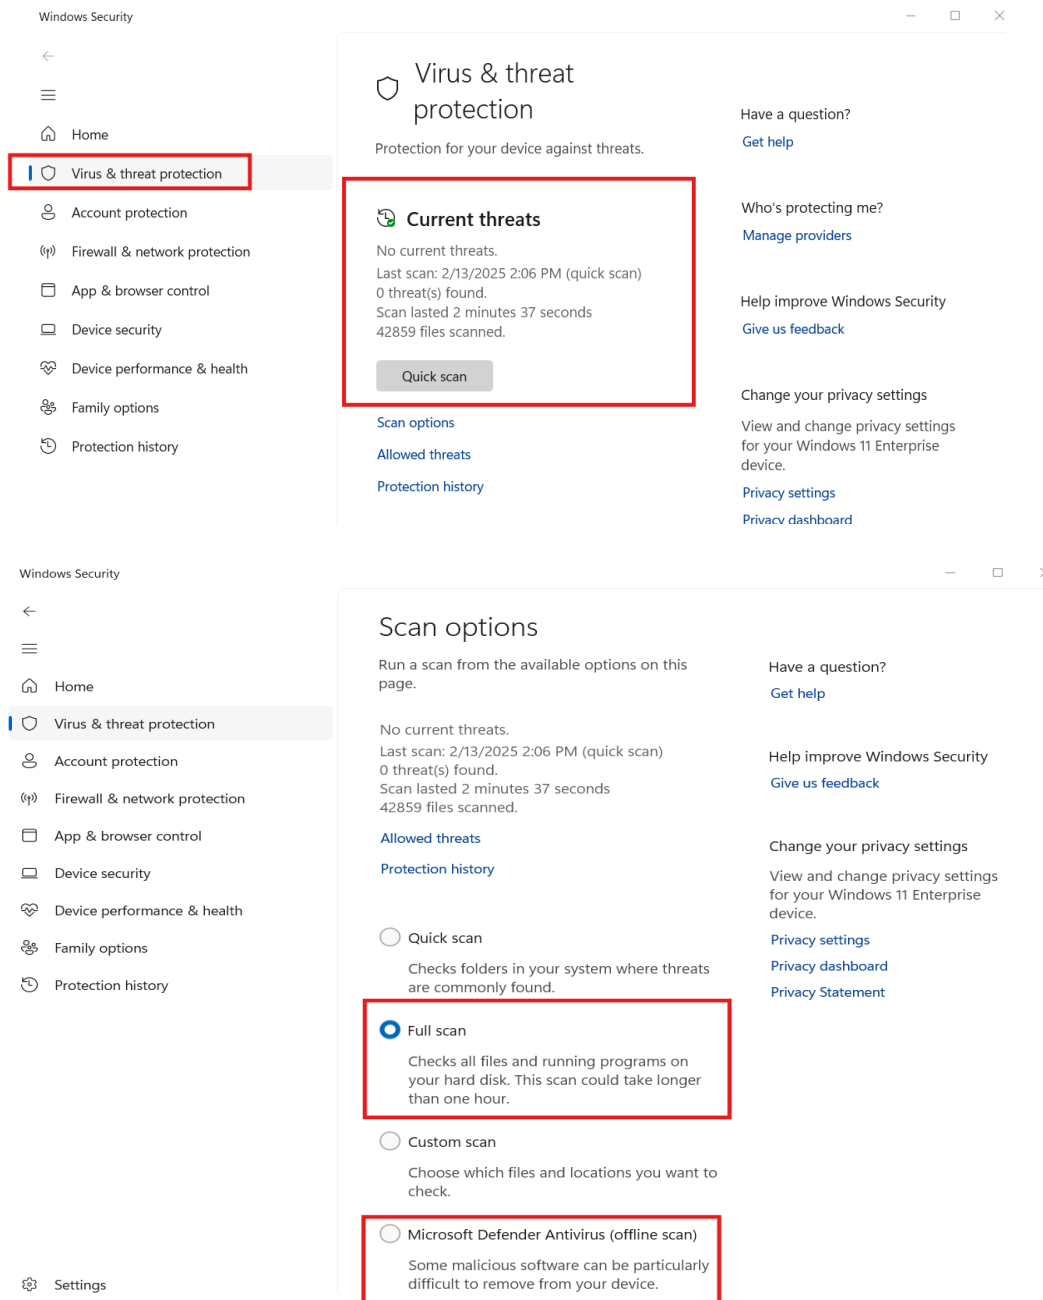 Windows Security
Home
Virus & threat protection
Account protection
Firewall & network protection
App & browser control
Device security
Device performance & health
Family options
Protection history
Virus & threat
protection
Protection for your device against threats.
Current threats
No current threats.
Last scan: 2/13/2025 2:06 PM (quick scan)
0 threat(s) found.
Scan lasted 2 minutes 37 seconds
42859 files scanned.
Quick scan
Scan options
Allowed threats
Protection history
Have a question?
Get help
Who's protecting me?
Manage providers
Help improve Windows Security
Give us feedback
Change your privacy settings
View and change privacy settings
for your Windows 11 Enterprise
device.
Privacy settings
Privacy dashboard
Windows Security
Home
Virus & threat protection
Account protection
Firewall & network protection
App & browser control
Device security
Device performance & health
Family options
Protection history
Settings
Scan options
Run a scan from the available options on this
page.
No current threats.
Last scan: 2/13/2025 2:06 PM (quick scan)
0 threat(s) found.
Scan lasted 2 minutes 37 seconds
42859 files scanned.
Allowed threats
Protection history
Quick scan
Checks folders in your system where threats
are commonly found.
Full scan
Checks all files and running programs on
your hard disk. This scan could take longer
than one hour.
Custom scan
Choose which files and locations you want to
check.
Microsoft Defender Antivirus (offline scan)
Some malicious software can be particularly
difficult to remove from your device.
Have a question?
Get help
Help improve Windows Security
Give us feedback
Change your privacy settings
View and change privacy settings
for your Windows 11 Enterprise
device.
Privacy settings
Privacy dashboard
Privacy Statement